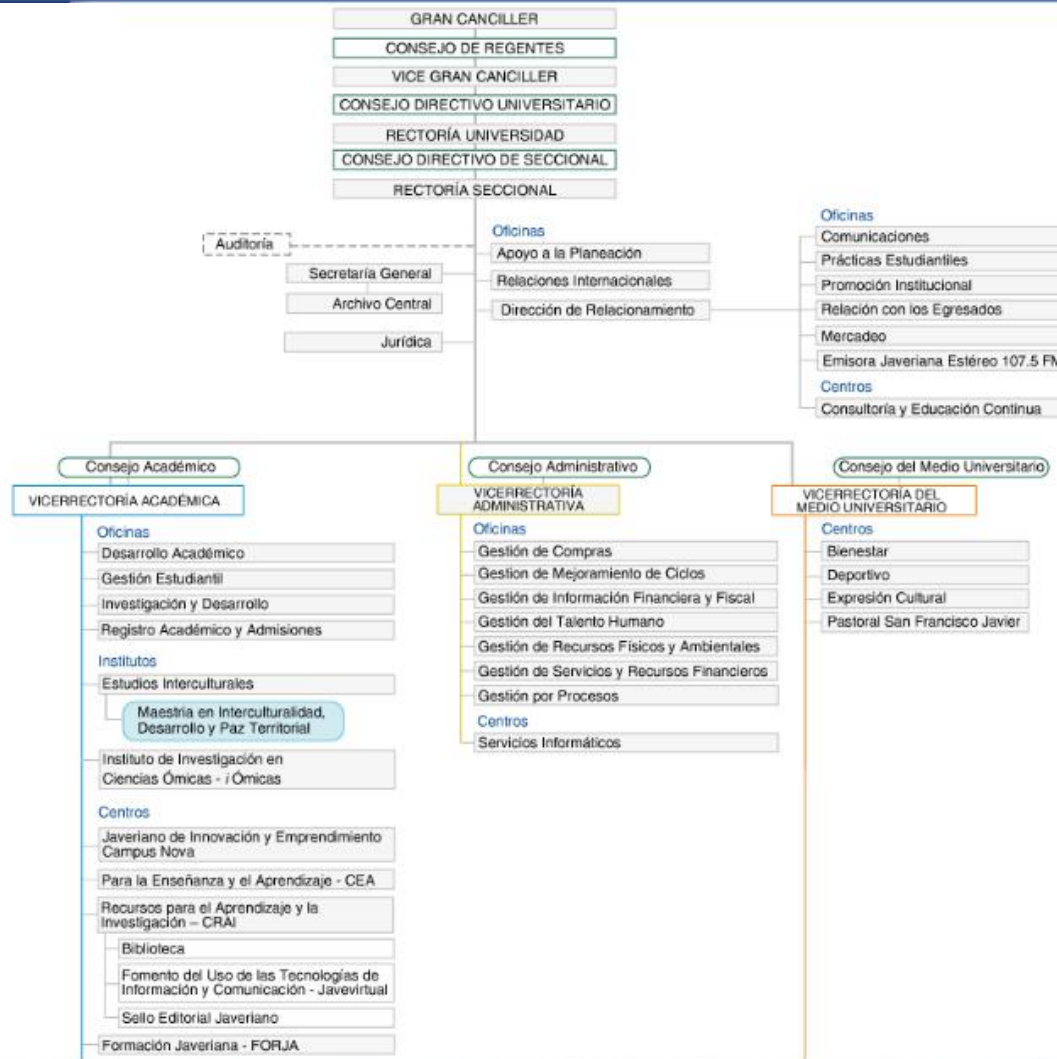 GRAN CANCILLER
CONSEJO DE REGENTES
VICE GRAN CANCILLER
CONSEJO DIRECTIVO UNIVERSITARIO
RECTORÍA UNIVERSIDAD
CONSEJO DIRECTIVO DE SECCIONAL
RECTORÍA SECCIONAL
Auditoría
Secretaría General
Archivo Central
Jurídica
Oficinas
Apoyo a la Planeación
Relaciones Internacionales
Dirección de Relacionamiento
Oficinas
Comunicaciones
Prácticas Estudiantiles
Promoción Institucional
Relación con los Egresados
Mercadeo
Emisora Javeriana Estéreo 107.5 FM
Centros
Consultoría y Educación Continua
Consejo Académico
VICERRECTORÍA ACADÉMICA
Oficinas
Desarrollo Académico
Gestión Estudiantil
Investigación y Desarrollo
Registro Académico y Admisiones
Institutos
Estudios Interculturales
Maestria en Interculturalidad,
Desarrollo y Paz Territorial
Instituto de Investigación en
Ciencias Ómicas - i Ómicas
Centros
Javeriano de Innovación y Emprendimiento
Campus Nova
Para la Enseñanza y el Aprendizaje - CEA
Recursos para el Aprendizaje y la
Investigación – CRAI
Biblioteca
Fomento del Uso de las Tecnologías de
Información y Comunicación - Javevirtual
Sello Editorial Javeriano
Formación Javeriana - FORJA
Consejo Administrativo
VICERRECTORÍA
ADMINISTRATIVA
Oficinas
Gestión de Compras
Gestion de Mejoramiento de Ciclos
Gestión de Información Financiera y Fiscal
Gestión del Talento Humano
Gestión de Recursos Físicos y Ambientales
Gestión de Servicios y Recursos Financieros
Gestión por Procesos
Centros
Servicios Informáticos
Consejo del Medio Universitario
VICERRECTORÍA DEL
MEDIO UNIVERSITARIO
Centros
Bienestar
Deportivo
Expresión Cultural
Pastoral San Francisco Javier